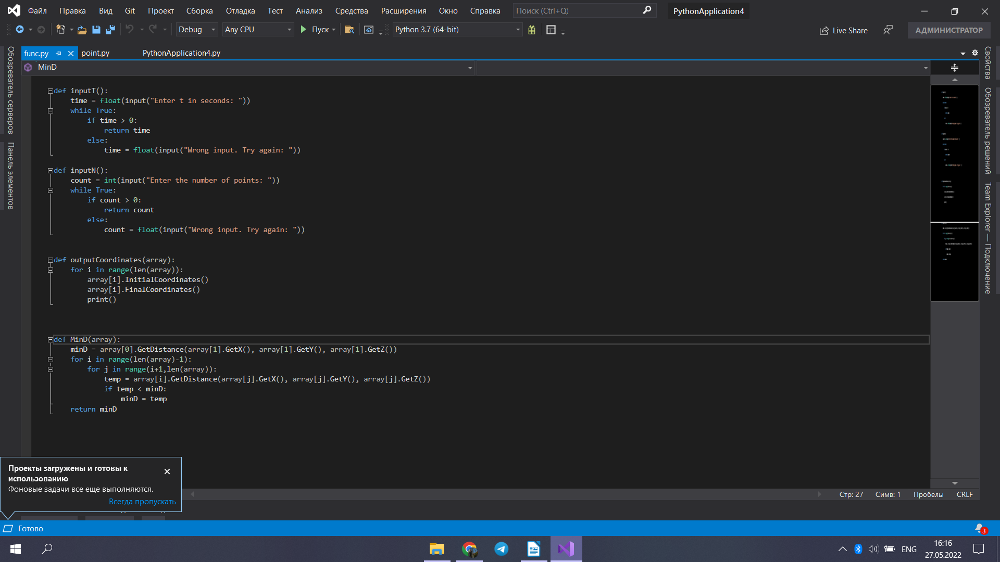 Файл Правка Вид Git Проект Сборка Отладка Тест Анализ Средства Расширения Окно Справка Поиск (Ctrl+Q) PythonApplication4
Debug Any CPU Пуск Python 3.7 (64-bit) Live Share АДМИНИСТРАТОР
func.py point.py PythonApplication4.py
MinD
Обозреватель серверов
Панель элементов
def inputT():
    time = float(input("Enter t in seconds: "))
    while True:
        if time > 0:
            return time
        else:
            time = float(input("Wrong input. Try again: "))
def inputN():
    count = int(input("Enter the number of points: "))
    while True:
        if count > 0:
            return count
        else:
            count = float(input("Wrong input. Try again: "))
def outputCoordinates(array):
    for i in range(len(array)):
        array[i].InitialCoordinates()
        array[i].FinalCoordinates()
        print()
def MinD(array):
    minD = array[0].GetDistance(array[1].GetX(), array[1].GetY(), array[1].GetZ())
    for i in range(len(array)-1):
        for j in range(i+1,len(array)):
            temp = array[i].GetDistance(array[j].GetX(), array[j].GetY(), array[j].GetZ())
            if temp < minD:
                minD = temp
    return minD
Свойства
Обозреватель решений
Team Explorer — Подключение
Проекты загружены и готовы к
использованию
Фоновые задачи все еще выполняются.
Всегда пропускать
Стр: 27 Симв: 1 Пробелы CRLF
Готово
3
ENG
16:16
27.05.2022